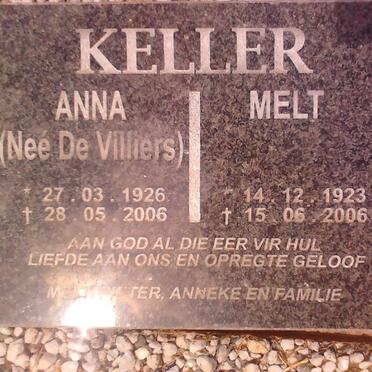 KELLER
ANNA
(Neé De Villiers)
* 27 . 03 . 1926
† 28 . 05 . 2006
MELT
* 14 . 12 . 1923
† 15 . 06 . 2006
AAN GOD AL DIE EER VIR HUL
LIEFDE AAN ONS EN OPREGTE GELOOF
ANNEKE EN FAMILIE